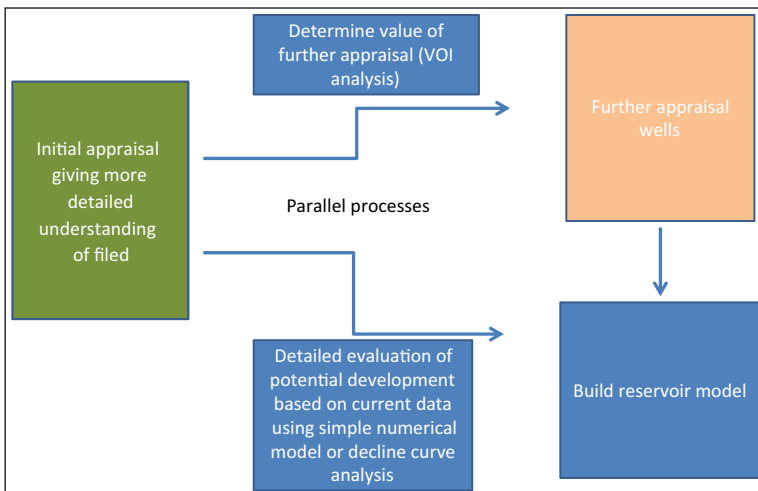 Determine value of
further appraisal (VOI
analysis)
Further appraisal
wells
Initial appraisal
giving more
detailed
understanding
of filed
Parallel processes
Detailed evaluation of
potential development
based on current data
using simple numerical
model or decline curve
analysis
Build reservoir model